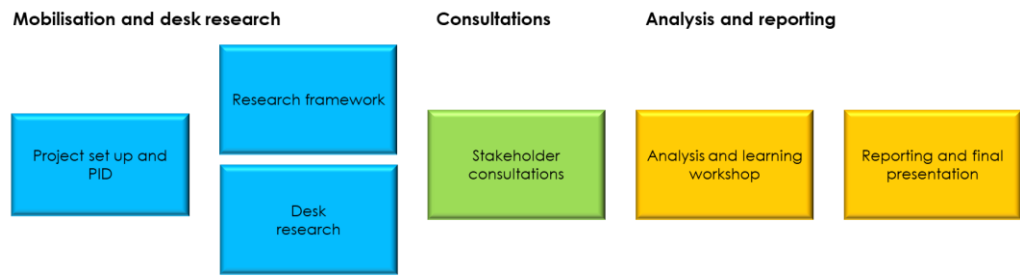 Mobilisation and desk research
Consultations
Analysis and reporting
Project set up and
PID
Research framework
Desk
research
Stakeholder
consultations
Analysis and learning
workshop
Reporting and final
presentation